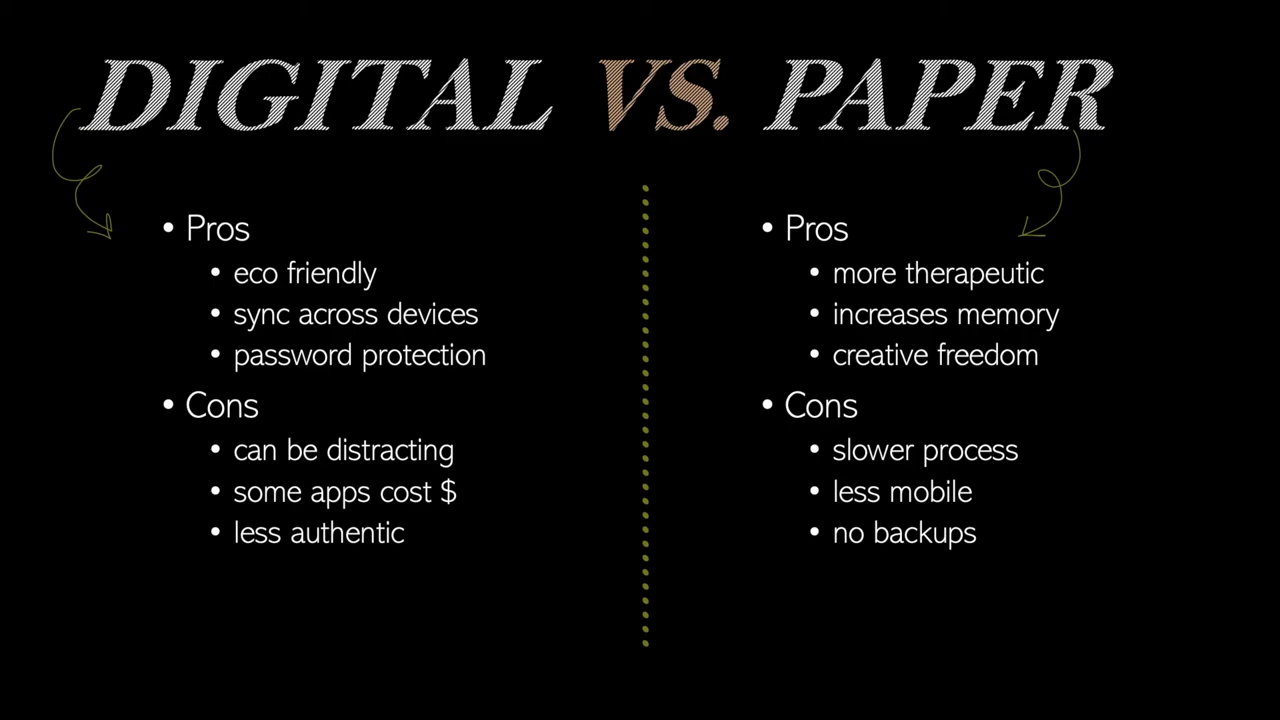 DIGITAL VS. PAPER
• Pros
• eco friendly
• sync across devices
• password protection
• Cons
• can be distracting
• some apps cost $
• less authentic
• Pros
• more therapeutic
• increases memory
• creative freedom
• Cons
• slower process
• less mobile
• no backups